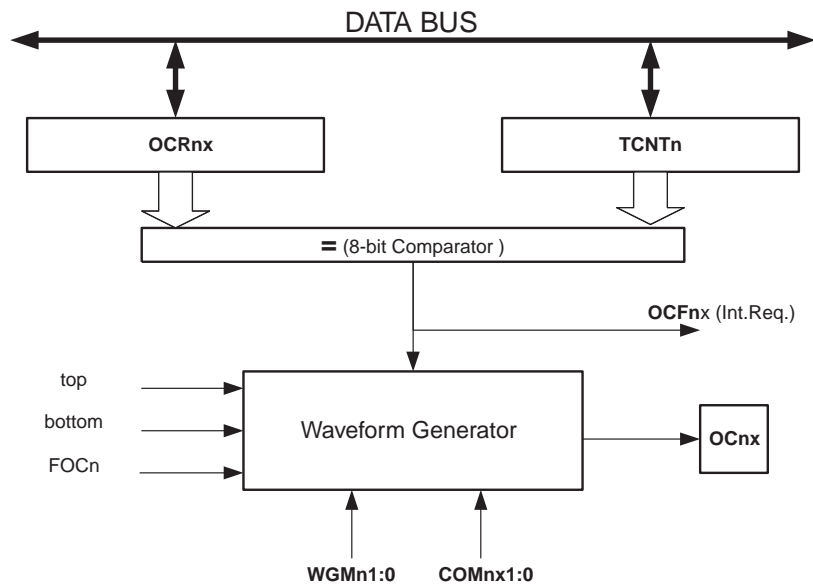 DATA BUS
OCRnx
TCNTn
= (8-bit Comparator )
OCFnx (Int.Req.)
top
bottom
FOCn
Waveform Generator
OCnx
WGMn1:0
COMnx1:0